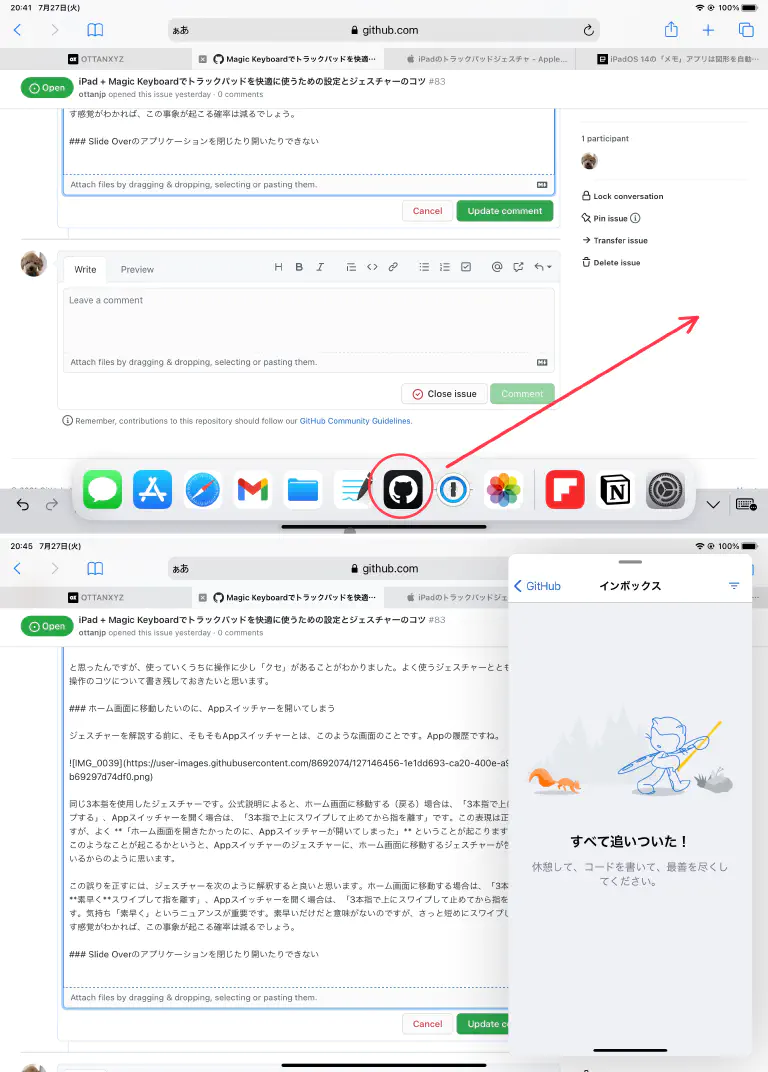 20:41 7月27日(火)
100%
ぁあ
github.com
OTTANXYZ
Magic Keyboardでトラックパッドを快適…
iPadのトラックパッドジェスチャ - Apple…
iPadOS 14の「メモ」アプリは図形を自動…
Open
iPad + Magic Keyboardでトラックパッドを快適に使うための設定とジェスチャーのコツ #83
ottanjp opened this issue yesterday · 0 comments
す感覚がわかれば、この事象が起こる確率は減るでしょう。
### Slide Overのアプリケーションを閉じたり開いたりできない
Attach files by dragging & dropping, selecting or pasting them.
Cancel
Update comment
1 participant
Lock conversation
Pin issue
Transfer issue
Delete issue
Write
Preview
Leave a comment
Attach files by dragging & dropping, selecting or pasting them.
Close issue
Comment
Remember, contributions to this repository should follow our GitHub Community Guidelines.
20:45 7月27日(火)
100%
ぁあ
github.com
OTTANXYZ
Magic Keyboardでトラックパッドを快適…
iPadのトラックパッドジェ
Open
iPad + Magic Keyboardでトラックパッドを快適に使うための設定とジェスチャーのコツ #83
ottanjp opened this issue yesterday · 0 comments
と思ったんですが、使っていくうちに操作に少し「クセ」があることがわかりました。よく使うジェスチャーととも
操作のコツについて書き残しておきたいと思います。
### ホーム画面に移動したいのに、Appスイッチャーを開いてしまう
ジェスチャーを解説する前に、そもそもAppスイッチャーとは、このような画面のことです。Appの履歴ですね。
![IMG_0039](https://user-images.githubusercontent.com/8692074/127146456-1e1dd693-ca20-400e-a9
b69297d74df0.png)
同じ3本指を使用したジェスチャーです。公式説明によると、ホーム画面に移動する（戻る）場合は、「3本指で上に
プする」、Appスイッチャーを開く場合は、「3本指で上にスワイプして止めてから指を離す」です。この表現は正
すが、よく **「ホーム画面を開きたかったのに、Appスイッチャーが開いてしまった」** ということが起こります
このようなことが起こるかというと、Appスイッチャーのジェスチャーに、ホーム画面に移動するジェスチャーが包
いるからのように思います。
この誤りを正すには、ジェスチャーを次のように解釈すると良いと思います。ホーム画面に移動する場合は、「3本
**素早く**スワイプして指を離す」、Appスイッチャーを開く場合は、「3本指で上にスワイプして止めてから指を
す。気持ち「素早く」というニュアンスが重要です。素早いだけだと意味がないのですが、さっと短めにスワイプし
す感覚がわかれば、この事象が起こる確率は減るでしょう。
### Slide Overのアプリケーションを閉じたり開いたりできない
Attach files by dragging & dropping, selecting or pasting them.
Cancel
Update co
GitHub
インボックス
すべて追いついた！
休憩して、コードを書いて、最善を尽くし
てください。